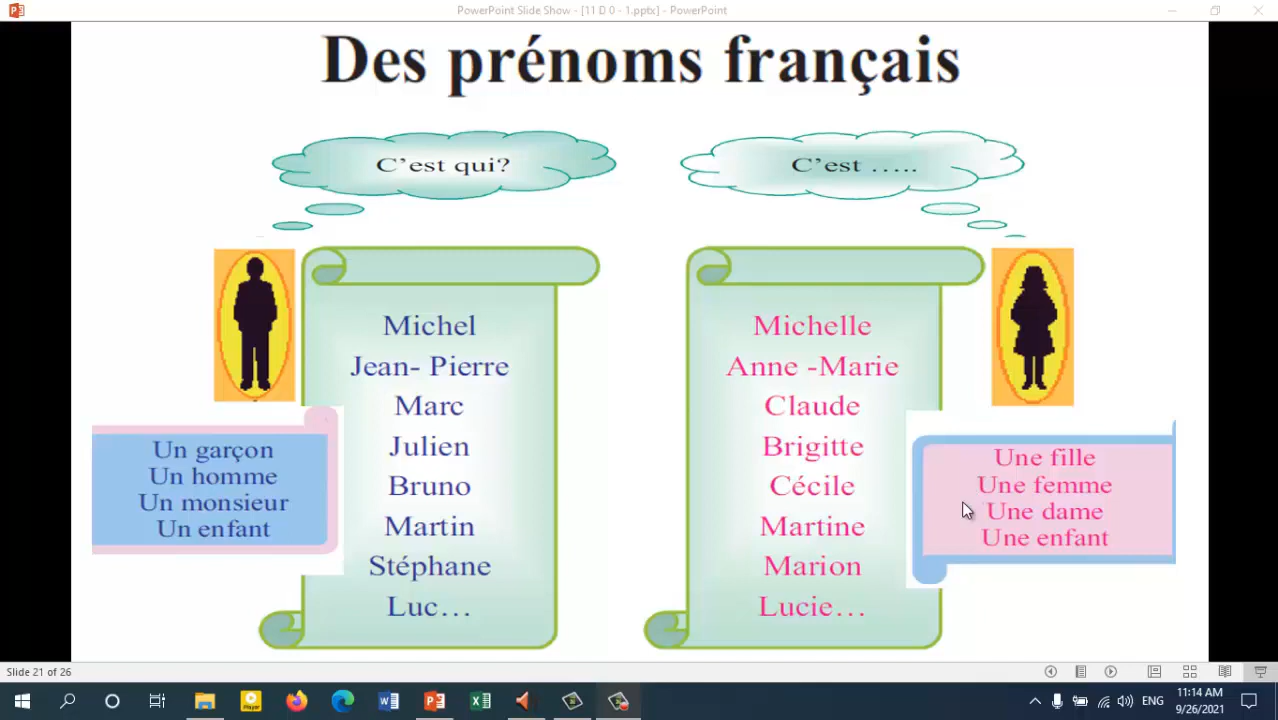 PowerPoint Slide Show - [11 0 - 1.pptx] - PowerPoint
Des prénoms français
C'est qui?
C'est .....
Michel
Jean- Pierre
Marc
Julien
Bruno
Martin
Stéphane
Luc...
Un garçon
Un homme
Un monsieur
Un enfant
Michelle
Anne -Marie
Claude
Brigitte
Cécile
Martine
Marion
Lucie...
Une fille
Une femme
Une dame
Une enfant
Slide 21 of 26
Player
ENG
11:14 AM
9/26/2021